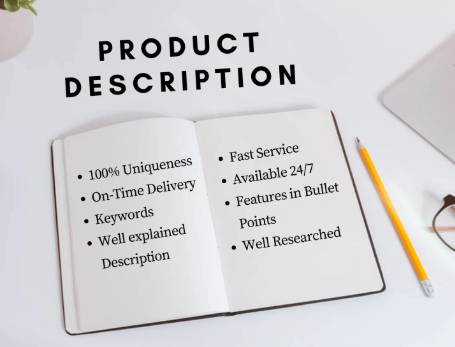 PRODUCT
DESCRIPTION
• 100% Uniqueness
• On-Time Delivery
• Keywords
• Well explained
Description
• Fast Service
• Available 24/7
• Features in Bullet
Points
• Well Researched